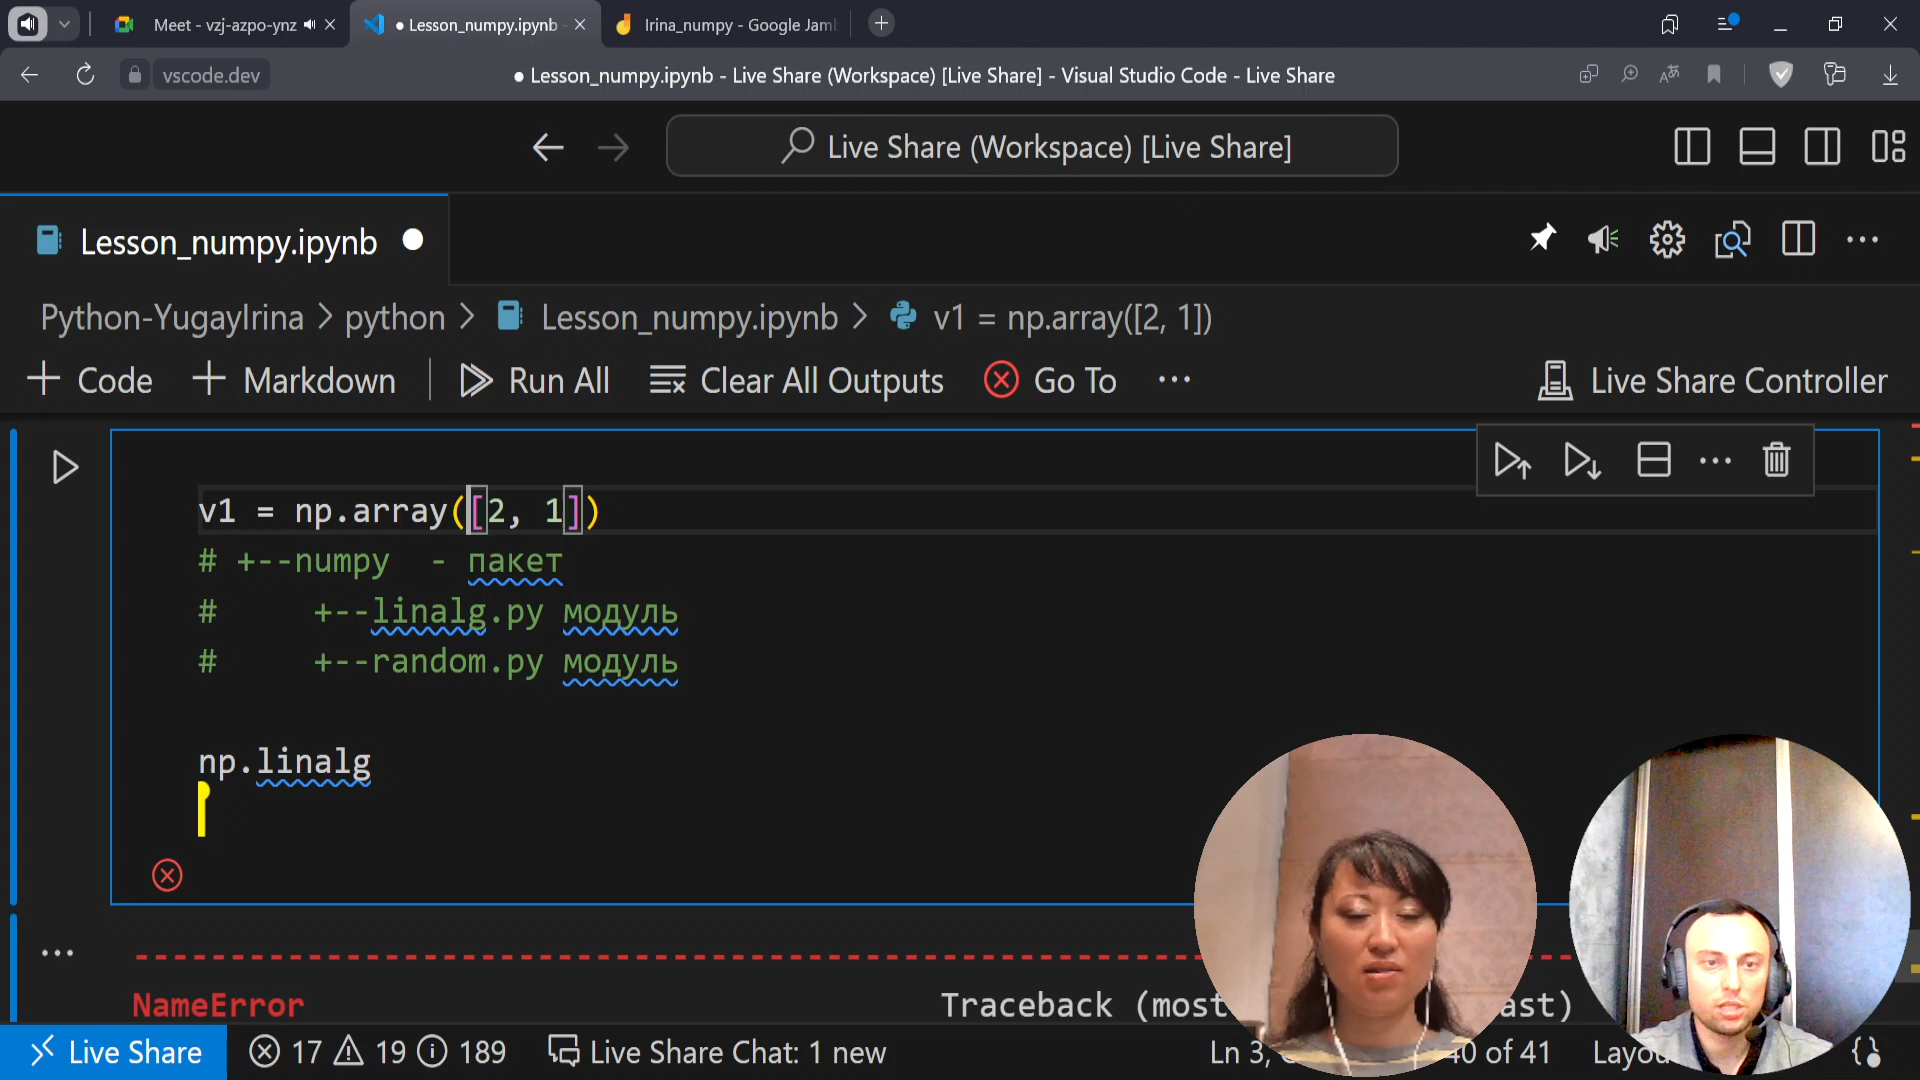 Meet - vzj-azpo-ynz
Lesson_numpy.ipynb
Irina_numpy - Google Jam
vscode.dev
● Lesson_numpy.ipynb - Live Share (Workspace) [Live Share] - Visual Studio Code - Live Share
Live Share (Workspace) [Live Share]
Lesson_numpy.ipynb
Python-YugayIrina > python > Lesson_numpy.ipynb > v1 = np.array([2, 1])
+ Code + Markdown Run All Clear All Outputs Go To ... Live Share Controller
v1 = np.array([2, 1])
# +--numpy  - пакет
#     +--linalg.py модуль
#     +--random.py модуль
np.linalg
NameError Traceback (most ast)
Live Share 17 19 189 Live Share Chat: 1 new Ln 3, 40 of 41